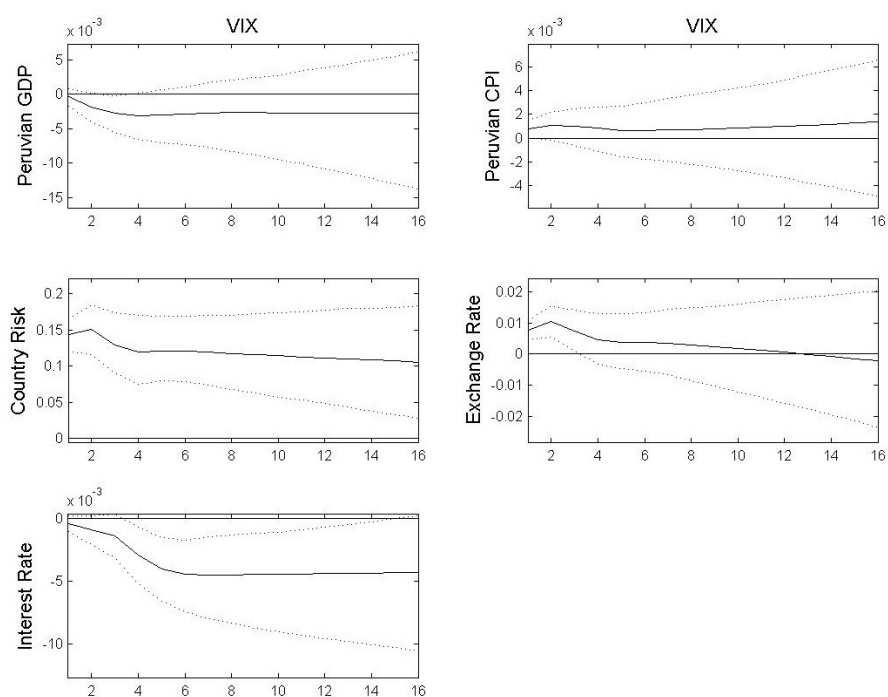 VIX
x 10⁻³
Peruvian GDP
5
0
-5
-10
-15
2 4 6 8 10 12 14 16
VIX
x 10⁻³
Peruvian CPI
6
4
2
0
-2
-4
2 4 6 8 10 12 14 16
Country Risk
0.2
0.15
0.1
0.05
0
2 4 6 8 10 12 14 16
Exchange Rate
0.02
0.01
0
-0.01
-0.02
2 4 6 8 10 12 14 16
x 10⁻³
Interest Rate
0
-5
-10
2 4 6 8 10 12 14 16